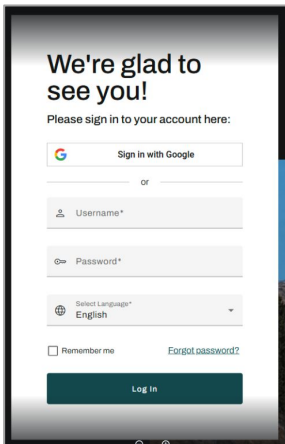 We're glad to
see you!
Please sign in to your account here:
Sign in with Google
or
Username*
Password*
Select Language*
English
Remember me Forgot password?
Log In